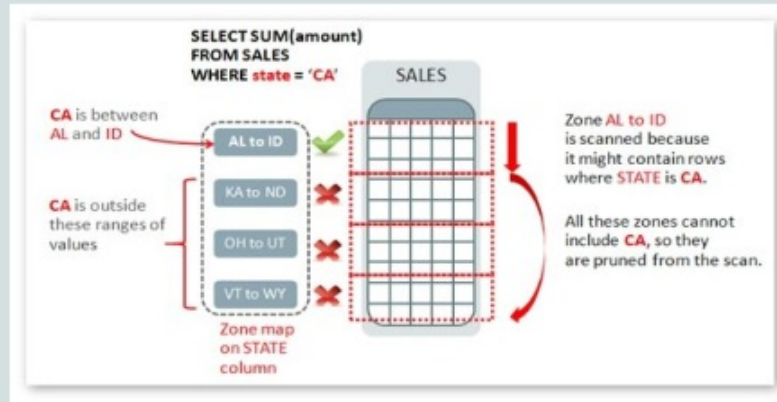 SELECT SUM(amount)
FROM SALES
WHERE state = 'CA'
SALES
CA is between
AL and ID
AL to ID
KA to ND
OH to UT
VT to WY
CA is outside
these ranges of
values
Zone map
on STATE
column
Zone AL to ID
is scanned because
it might contain rows
where STATE is CA.
All these zones cannot
include CA, so they
are pruned from the scan.